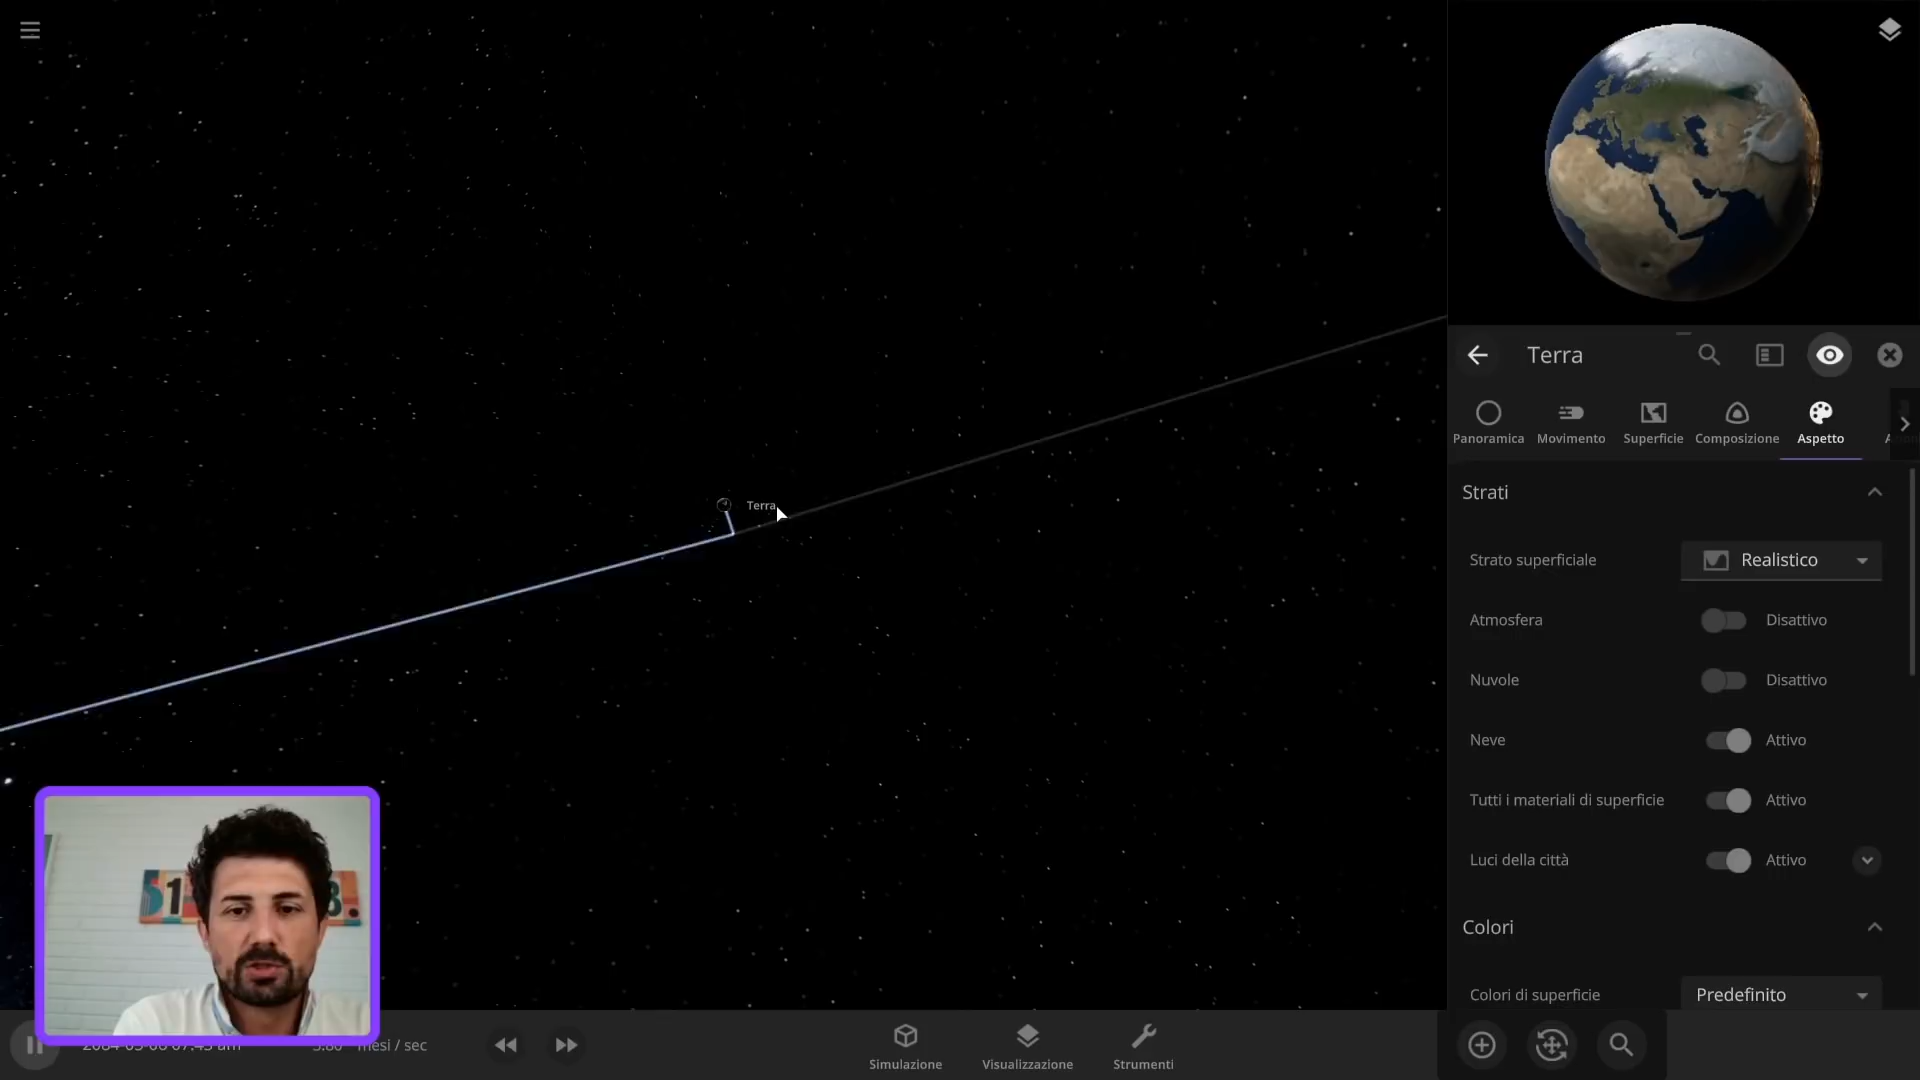 Terra
Terra
Panoramica
Movimento
Superficie
Composizione
Aspetto
Strati
Strato superficiale
Realistico
Atmosfera
Disattivo
Nuvole
Disattivo
Neve
Attivo
Tutti i materiali di superficie
Attivo
Luci della città
Attivo
Colori
Colori di superficie
Predefinito
mesi / sec
Simulazione
Visualizzazione
Strumenti